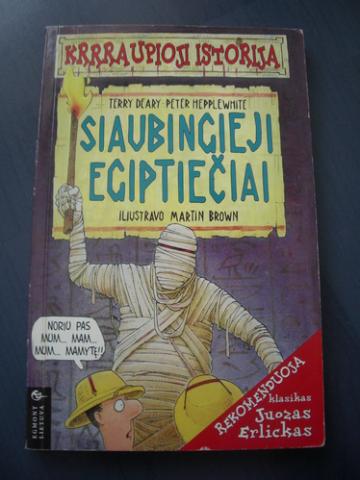 KRRRAUPIOJI ISTORIJA
TERRY DEARY PETER HEPPLEWHITE
SIAUBINGIEJI
EGIPTIEČIAI
ILIUSTRAVO MARTIN BROWN
NORIU PAS
MUM... MAM...
MUM... MAMYTĘ!!
REKOMENDUOJA
klasikas
Juozas
Erlickas
EGMONT
LIETUVA